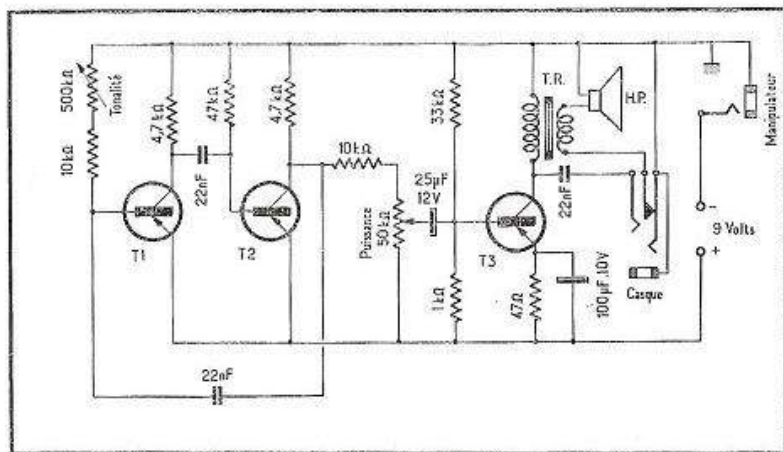 500kΩ
Tonalité
10kΩ
4,7kΩ
22nF
47kΩ
4,7kΩ
T1
T2
10kΩ
Puissance
50kΩ
25µF
12V
33kΩ
1kΩ
T3
47Ω
100µF.10V
T.R.
H.P.
22nF
Casque
Manipulateur
-
9 Volts
+
22nF